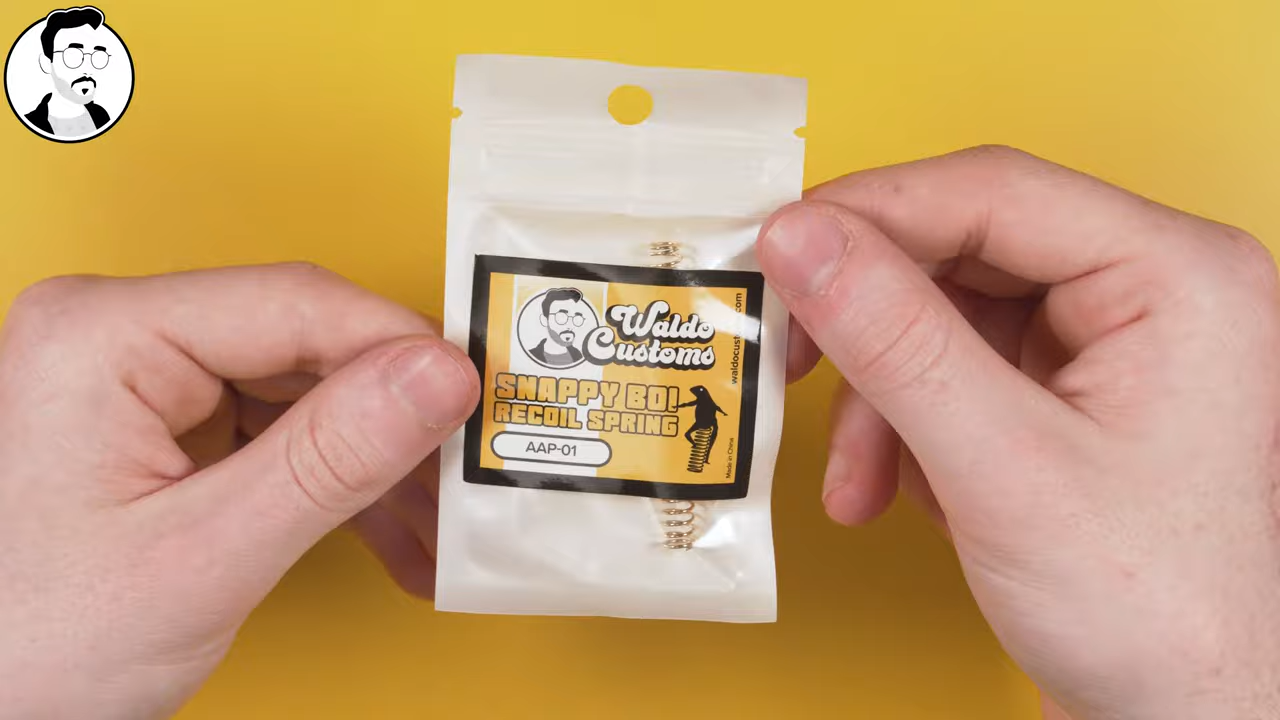 Waldo
Customs
SNAPPY BOI
RECOIL SPRING
AAP-01
waldocustoms.com
Made in China